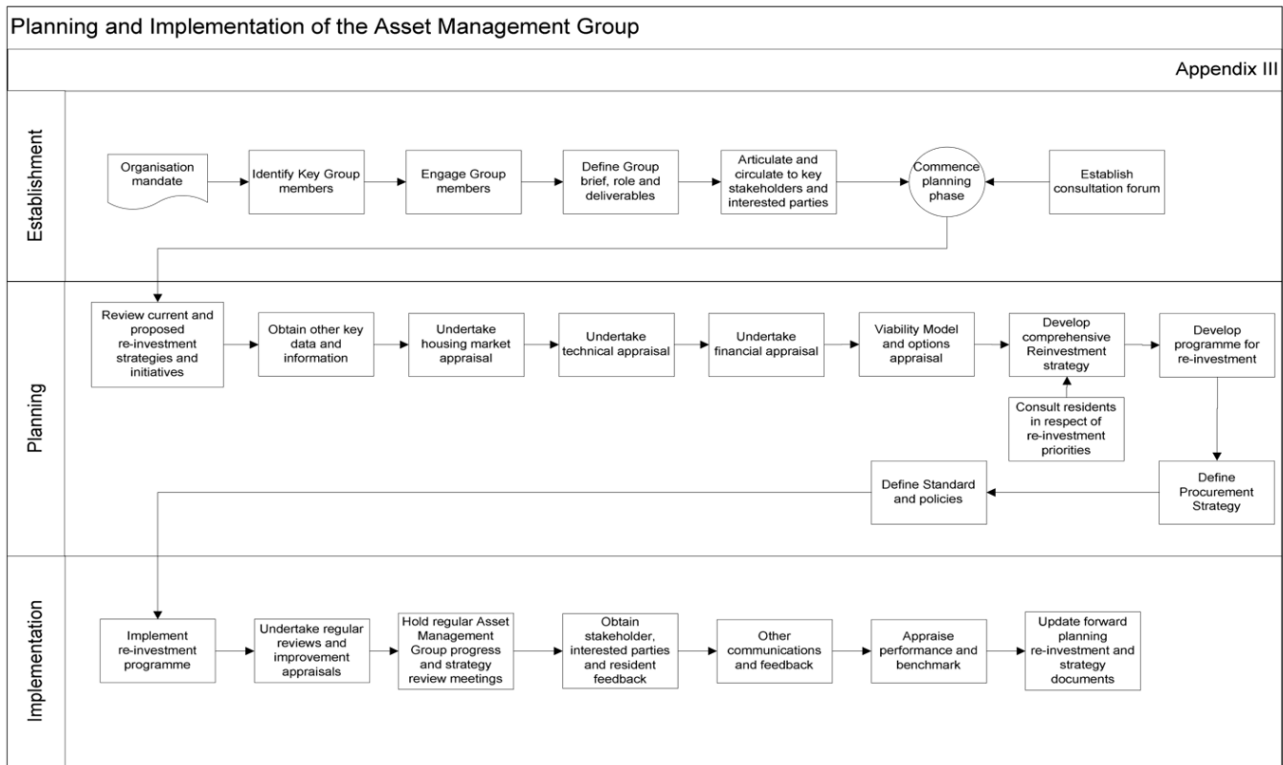 Planning and Implementation of the Asset Management Group
Appendix III
Establishment
Organisation
mandate
Identify Key Group
members
Engage Group
members
Define Group
brief, role and
deliverables
Articulate and
circulate to key
stakeholders and
interested parties
Commence
planning
phase
Establish
consultation forum
Planning
Review current and
proposed
re-investment
strategies and
initiatives
Obtain other key
data and
information
Undertake
housing market
appraisal
Undertake
technical appraisal
Undertake
financial appraisal
Viability Model
and options
appraisal
Develop
comprehensive
Reinvestment
strategy
Develop
programme for
re-investment
Consult residents
in respect of
re-investment
priorities
Define Standard
and policies
Define
Procurement
Strategy
Implementation
Implement
re-investment
programme
Undertake regular
reviews and
improvement
appraisals
Hold regular Asset
Management
Group progress
and strategy
review meetings
Obtain
stakeholder,
interested parties
and resident
feedback
Other
communications
and feedback
Appraise
performance and
benchmark
Update forward
planning
re-investment and
strategy
documents